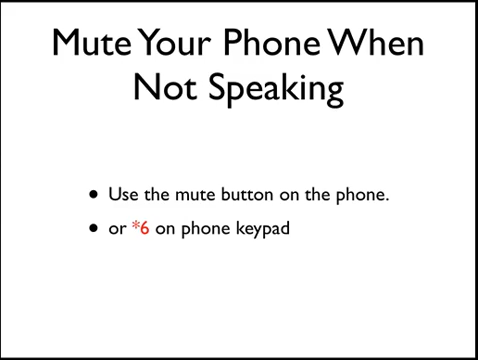 Mute Your Phone When
Not Speaking
• Use the mute button on the phone.
• or *6 on phone keypad